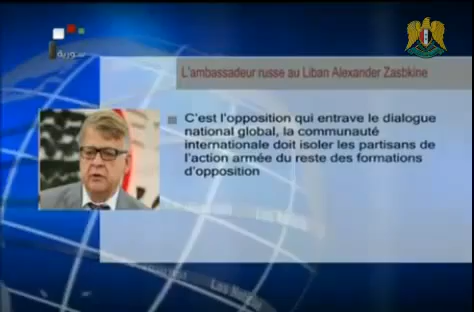 سورية
L'ambassadeur russe au Liban Alexander Zasbkine
C'est l'opposition qui entrave le dialogue
national global, la communauté
internationale doit isoler les partisans de
l'action armée du reste des formations
d'opposition